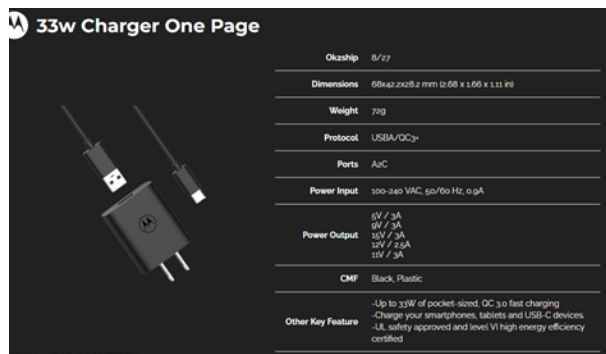 33w Charger One Page
Okzship 8/27
Dimensions 68x42.2x28.2 mm (2.68 x 1.66 x 1.11 in)
Weight 72g
Protocol USBA/QC3+
Ports A2C
Power Input 100-240 VAC, 50/60 Hz, 0.9A
Power Output
5V / 3A
9V / 3A
15V / 3A
12V / 2.5A
11V / 3A
CMF Black, Plastic
Other Key Feature
-Up to 33W of pocket-sized, QC 3.0 fast charging
-Charge your smartphones, tablets and USB-C devices.
-UL safety approved and level VI high energy efficiency
certified